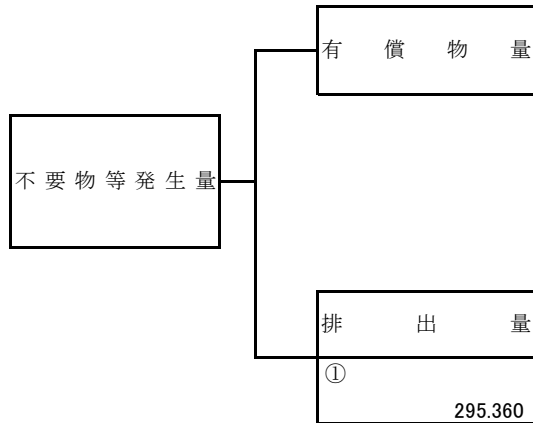 有償物量
不要物等発生量
排出量
①
295.360